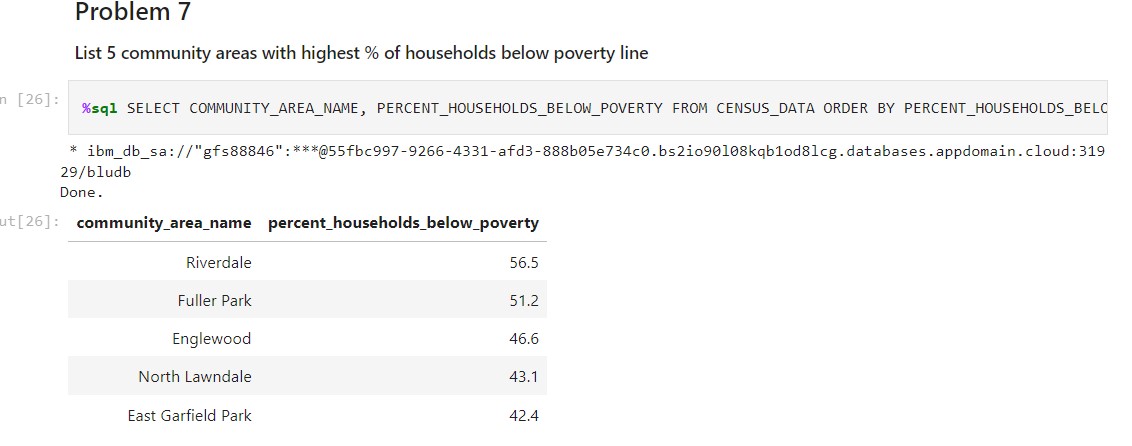 Problem 7
List 5 community areas with highest % of households below poverty line
n [26]: %sql SELECT COMMUNITY_AREA_NAME, PERCENT_HOUSEHOLDS_BELOW_POVERTY FROM CENSUS_DATA ORDER BY PERCENT_HOUSEHOLDS_BELO
* ibm_db_sa://"gfs88846":***@55fbc997-9266-4331-afd3-888b05e734c0.bs2io90l08kqb1od8lcg.databases.appdomain.cloud:319
29/bludb
Done.
ut[26]: community_area_name percent_households_below_poverty
Riverdale 56.5
Fuller Park 51.2
Englewood 46.6
North Lawndale 43.1
East Garfield Park 42.4